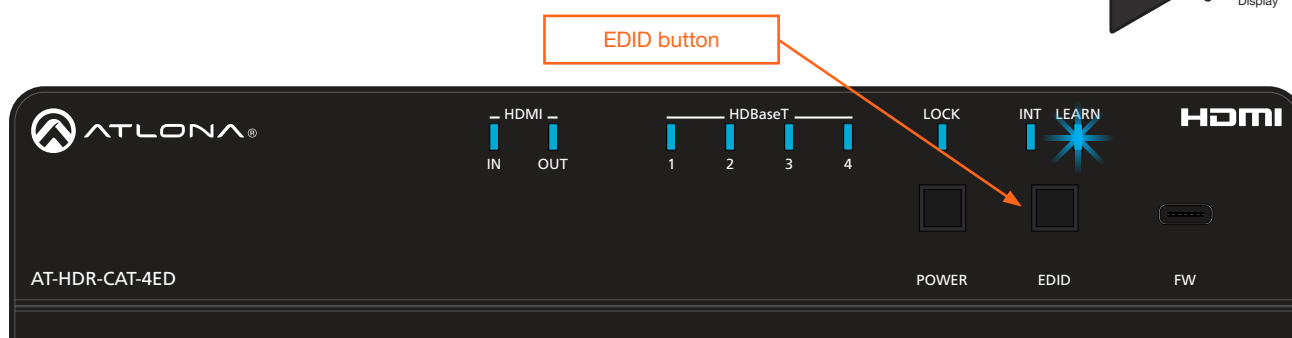 Display
EDID button
ATLONA®
HDMI
HDBaseT
LOCK
INT LEARN
HDMI
IN OUT
1 2 3 4
AT-HDR-CAT-4ED
POWER
EDID
FW